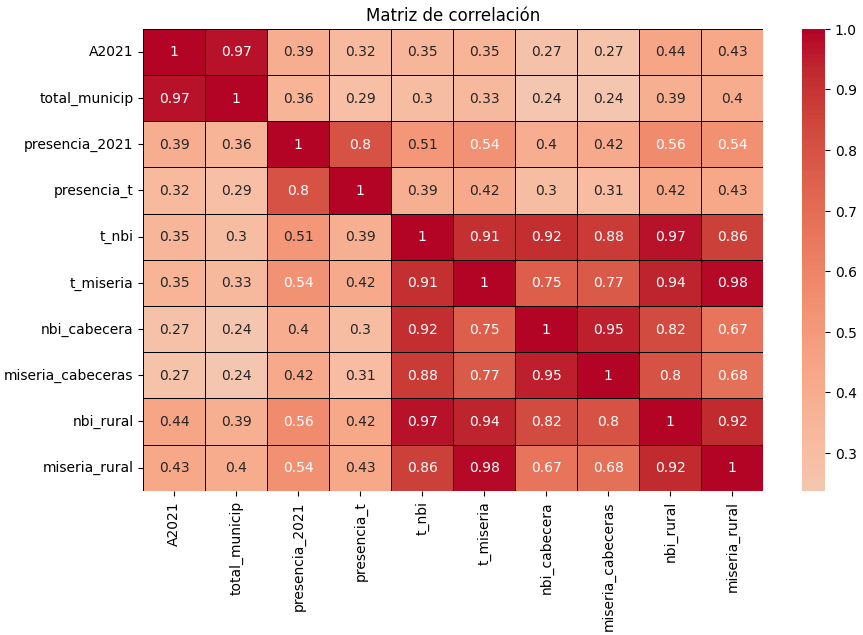 Matriz de correlación
A2021 1 0.97 0.39 0.32 0.35 0.35 0.27 0.27 0.44 0.43
total_municip 0.97 1 0.36 0.29 0.3 0.33 0.24 0.24 0.39 0.4
presencia_2021 0.39 0.36 1 0.8 0.51 0.54 0.4 0.42 0.56 0.54
presencia_t 0.32 0.29 0.8 1 0.39 0.42 0.3 0.31 0.42 0.43
t_nbi 0.35 0.3 0.51 0.39 1 0.91 0.92 0.88 0.97 0.86
t_miseria 0.35 0.33 0.54 0.42 0.91 1 0.75 0.77 0.94 0.98
nbi_cabecera 0.27 0.24 0.4 0.3 0.92 0.75 1 0.95 0.82 0.67
miseria_cabeceras 0.27 0.24 0.42 0.31 0.88 0.77 0.95 1 0.8 0.68
nbi_rural 0.44 0.39 0.56 0.42 0.97 0.94 0.82 0.8 1 0.92
miseria_rural 0.43 0.4 0.54 0.43 0.86 0.98 0.67 0.68 0.92 1
A2021
total_municip
presencia_2021
presencia_t
t_nbi
t_miseria
nbi_cabecera
miseria_cabeceras
nbi_rural
miseria_rural
1.0
0.9
0.8
0.7
0.6
0.5
0.4
0.3